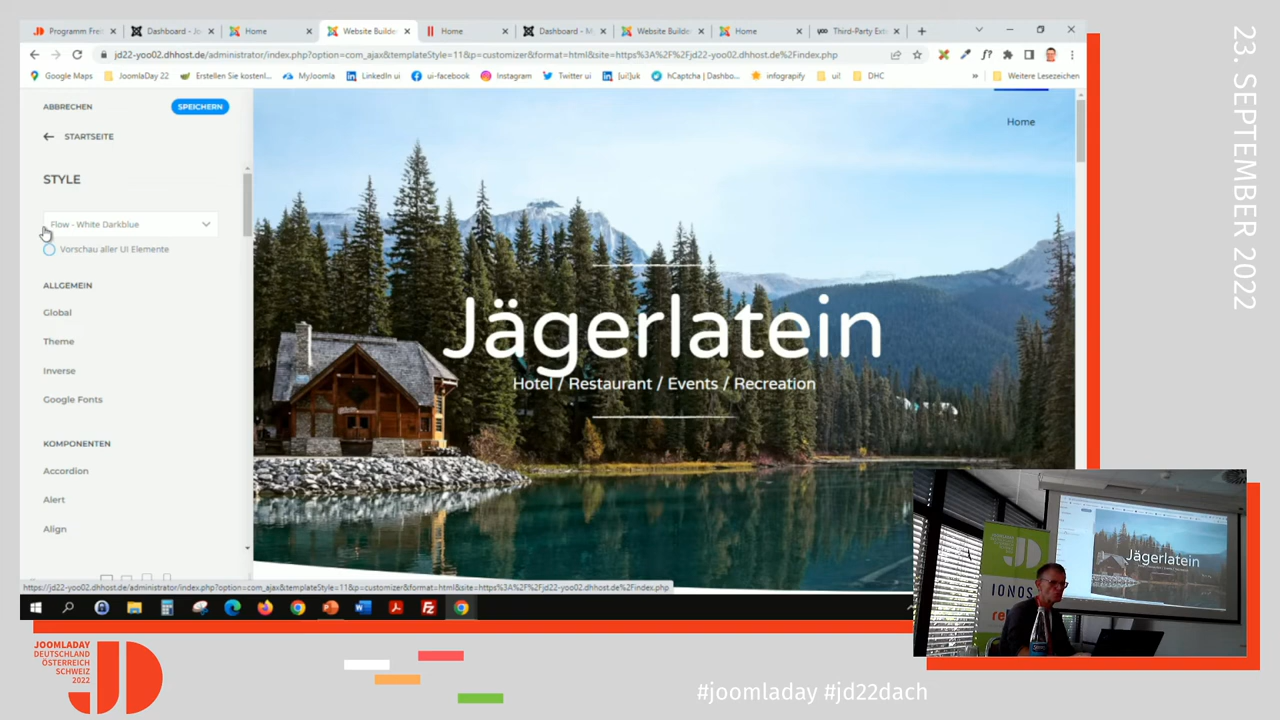 Programm Frei
Dashboard - Jo
Home
Website Builde
Home
Dashboard - M
Website Builde
Home
Third-Party Ext
jd22-yoo02.dhhost.de/administrator/index.php?option=com_ajax&templateStyle=11&p=customizer&format=html&site=https%3A%2F%2Fjd22-yoo02.dhhost.de%2Findex.php
Google Maps
JoomlaDay 22
Erstellen Sie kostenl...
MyJoomla
LinkedIn ui
ui-facebook
Instagram
Twitter ui
[ui]uk
hCaptcha | Dashbo...
infograpify
ui!
DHC
»
Weitere Lesezeichen
ABBRECHEN
SPEICHERN
STARTSEITE
STYLE
Flow - White Darkblue
Vorschau aller UI Elemente
ALLGEMEIN
Global
Theme
Inverse
Google Fonts
KOMPONENTEN
Accordion
Alert
Align
Home
Jägerlatein
Hotel / Restaurant / Events / Recreation
https://jd22-yoo02.dhhost.de/administrator/index.php?option=com_ajax&templateStyle=11&p=customizer&format=html&site=https%3A%2F%2Fjd22-yoo02.dhhost.de%2Findex.php
23. SEPTEMBER 2022
Jägerlatein
IONOS
JOOMLADAY
DEUTSCHLAND
ÖSTERREICH
SCHWEIZ
2022
#joomladay #jd22dach